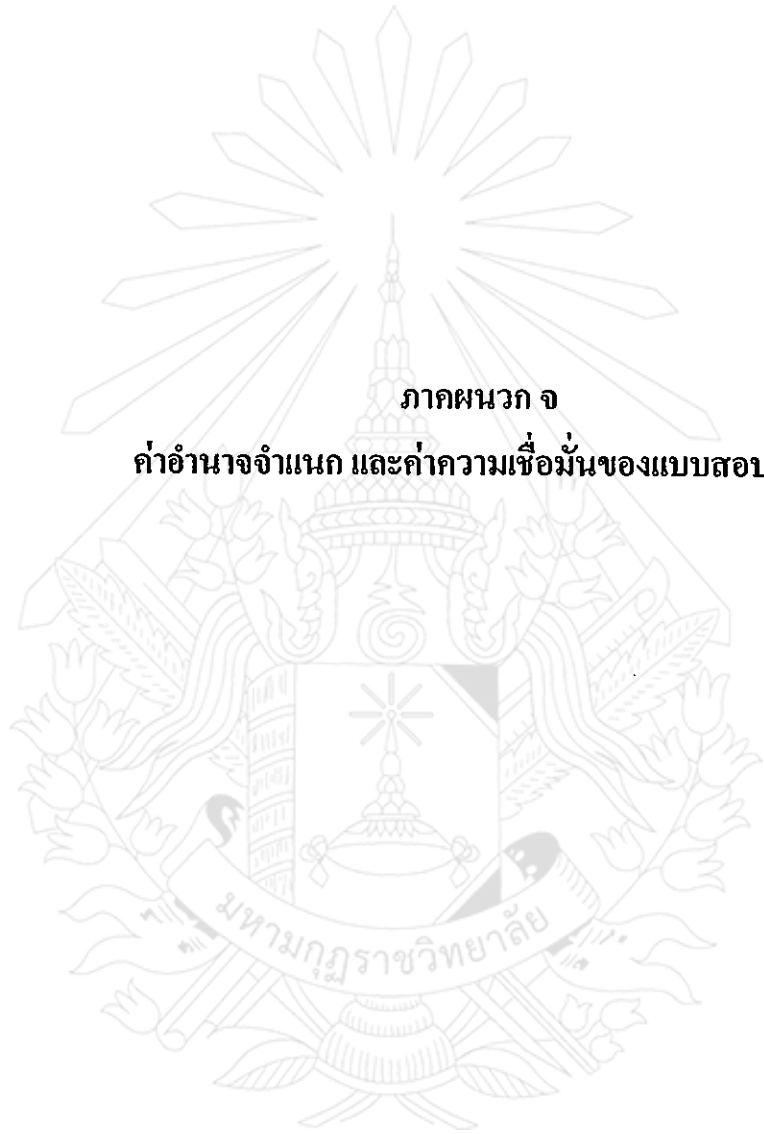 ภาคผนวก จ
ค่าอำนาจจำแนก และค่าความเชื่อมั่นของแบบสอบ
มหามกุฏราชวิทยาลัย